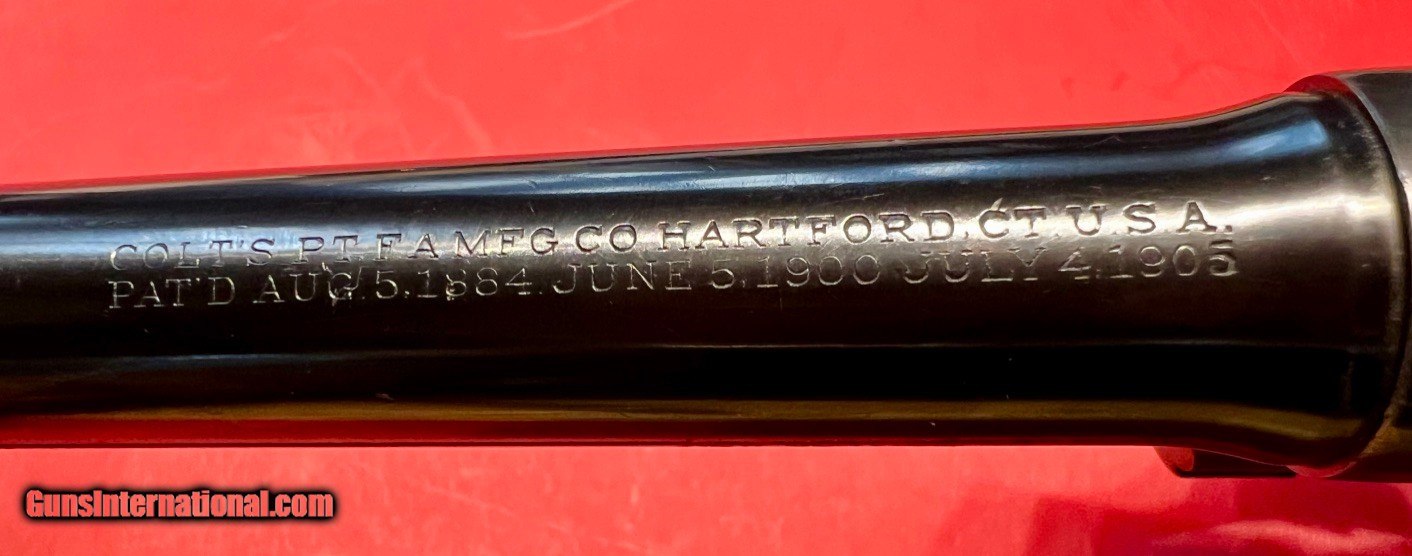 COLT'S PT. F. A. MFG. CO. HARTFORD, CT. U.S.A.
PAT'D AUG. 5, 1884. JUNE 5, 1900 JULY 4, 1905
GunsInternational.com